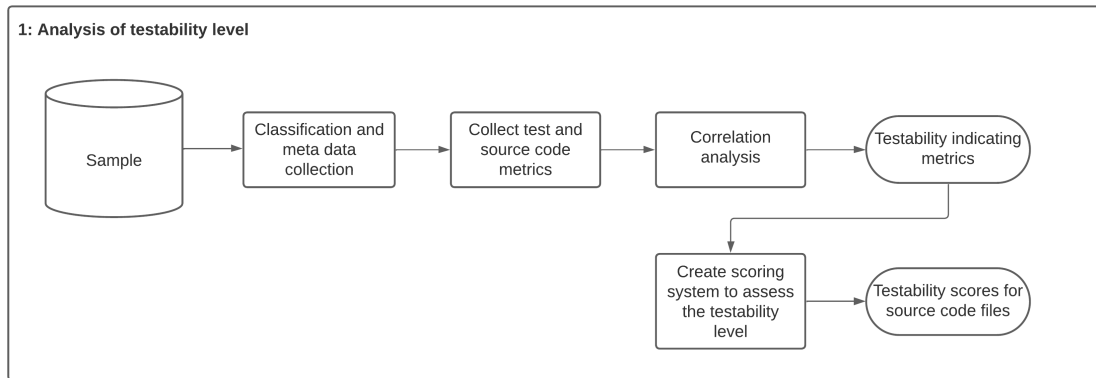 1: Analysis of testability level
Sample
Classification and
meta data
collection
Collect test and
source code
metrics
Correlation
analysis
Testability indicating
metrics
Create scoring
system to assess
the testability
level
Testability scores for
source code files